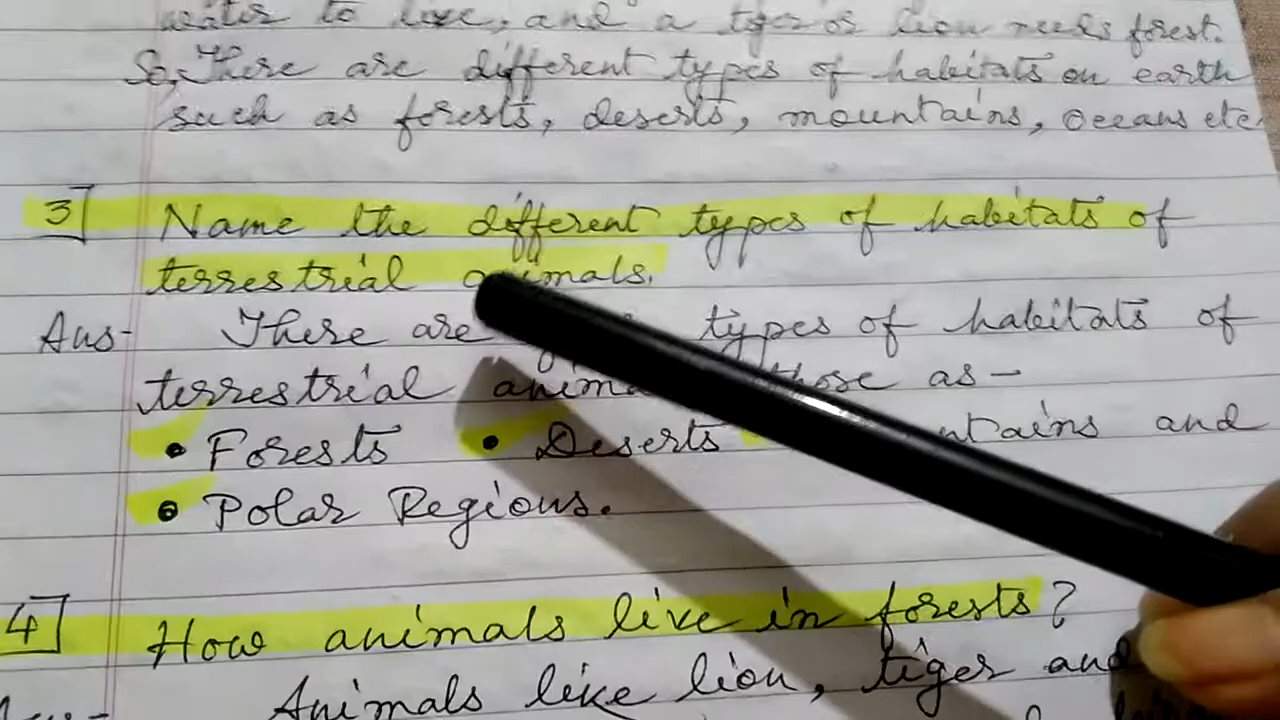 water to live, and a tiger or lion needs forest.
So, There are different types of habitats on earth
such as forests, deserts, mountains, oceans etc.
3] Name the different types of habitats of
terrestrial animals.
Ans- There are types of habitats of
terrestrial those as -
• Forests • Deserts and
• Polar Regions.
4] How animals live in forests?
Animals like lion, tiger and